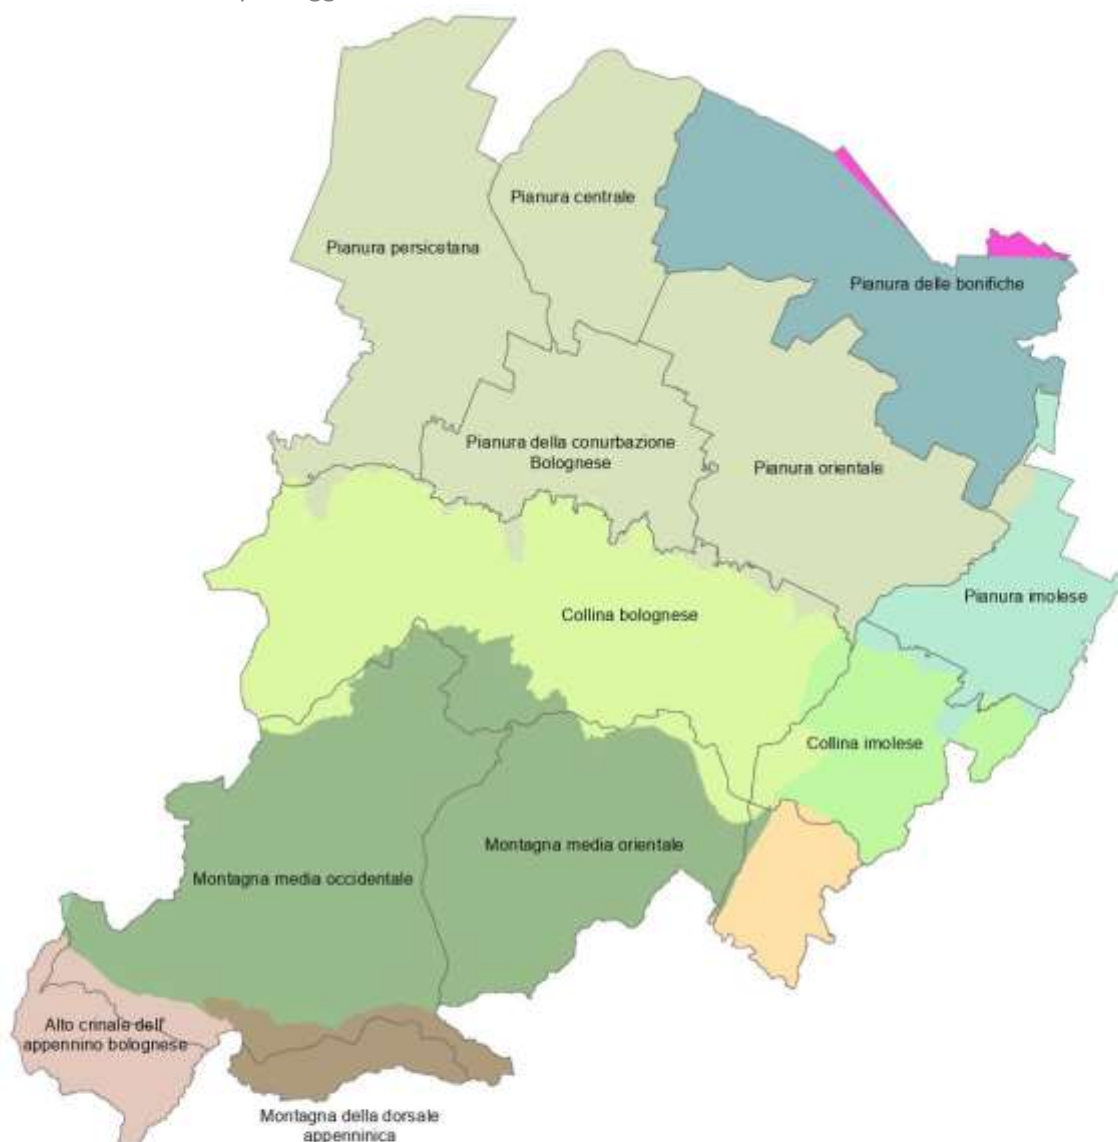 Pianura centrale
Pianura persicetana
Pianura delle bonifiche
Pianura della conurbazione
Bolognese
Pianura orientale
Pianura imolese
Collina bolognese
Collina imolese
Montagna media orientale
Montagna media occidentale
Alto crinale dell'
appennino bolognese
Montagna della dorsale
appenninica